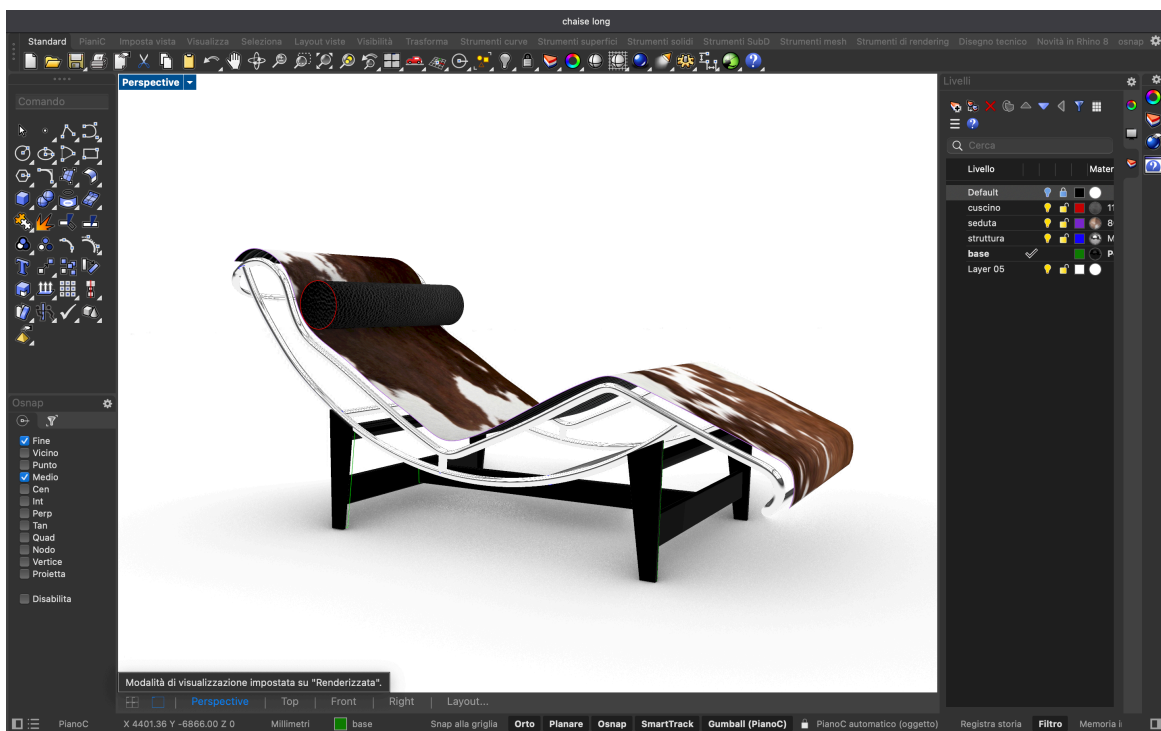 chaise long
Standard PianiC Imposta vista Visualizza Seleziona Layout viste Visibilità Trasforma Strumenti curve Strumenti superfici Strumenti solidi Strumenti SubD Strumenti mesh Strumenti di rendering Disegno tecnico Novità in Rhino 8 osnap
Perspective
Livelli
Comando
Cerca
Livello Mater
Default
cuscino 11
seduta 8
struttura M
base P
Layer 05
Osnap
Fine
Vicino
Punto
Medio
Cen
Int
Perp
Tan
Quad
Nodo
Vertice
Proietta
Disabilita
Modalità di visualizzazione impostata su "Renderizzata".
Perspective Top Front Right Layout...
PianoC X 4401.36 Y -6866.00 Z 0 Millimetri base Snap alla griglia Orto Planare Osnap SmartTrack Gumball (PianoC) PianoC automatico (oggetto) Registra storia Filtro Memoria i